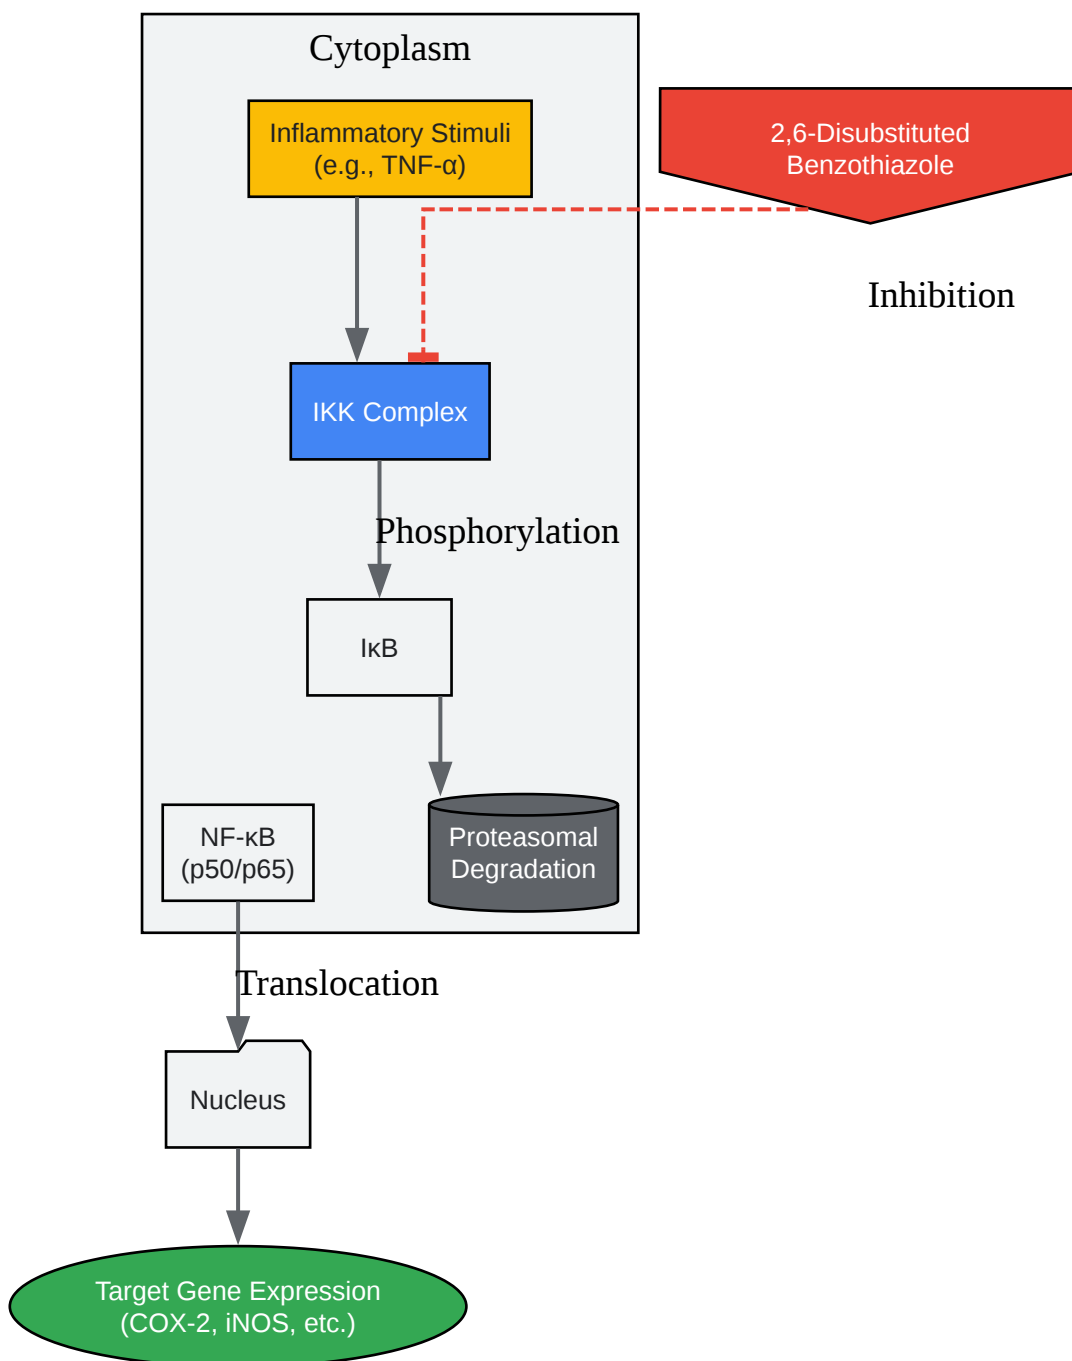 Cytoplasm
Inflammatory Stimuli
(e.g., TNF-α)
2,6-Disubstituted
Benzothiazole
Inhibition
IKK Complex
Phosphorylation
IκB
NF-κB
(p50/p65)
Proteasomal
Degradation
Translocation
Nucleus
Target Gene Expression
(COX-2, iNOS, etc.)